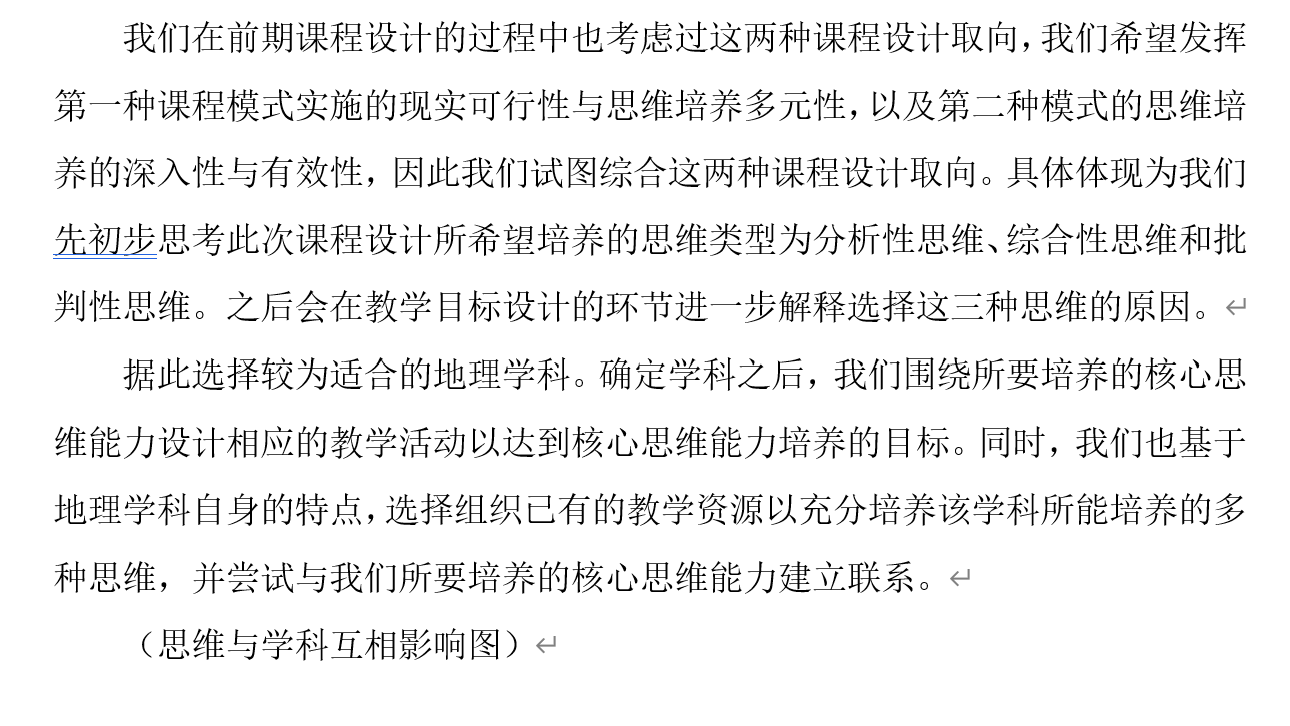 我们在前期课程设计的过程中也考虑过这两种课程设计取向，我们希望发挥
第一种课程模式实施的现实可行性与思维培养多元性，以及第二种模式的思维培
养的深入性与有效性，因此我们试图综合这两种课程设计取向。具体体现为我们
先初步思考此次课程设计所希望培养的思维类型为分析性思维、综合性思维和批
判性思维。之后会在教学目标设计的环节进一步解释选择这三种思维的原因。
据此选择较为适合的地理学科。确定学科之后，我们围绕所要培养的核心思
维能力设计相应的教学活动以达到核心思维能力培养的目标。同时，我们也基于
地理学科自身的特点，选择组织已有的教学资源以充分培养该学科所能培养的多
种思维，并尝试与我们所要培养的核心思维能力建立联系。
（思维与学科互相影响图）